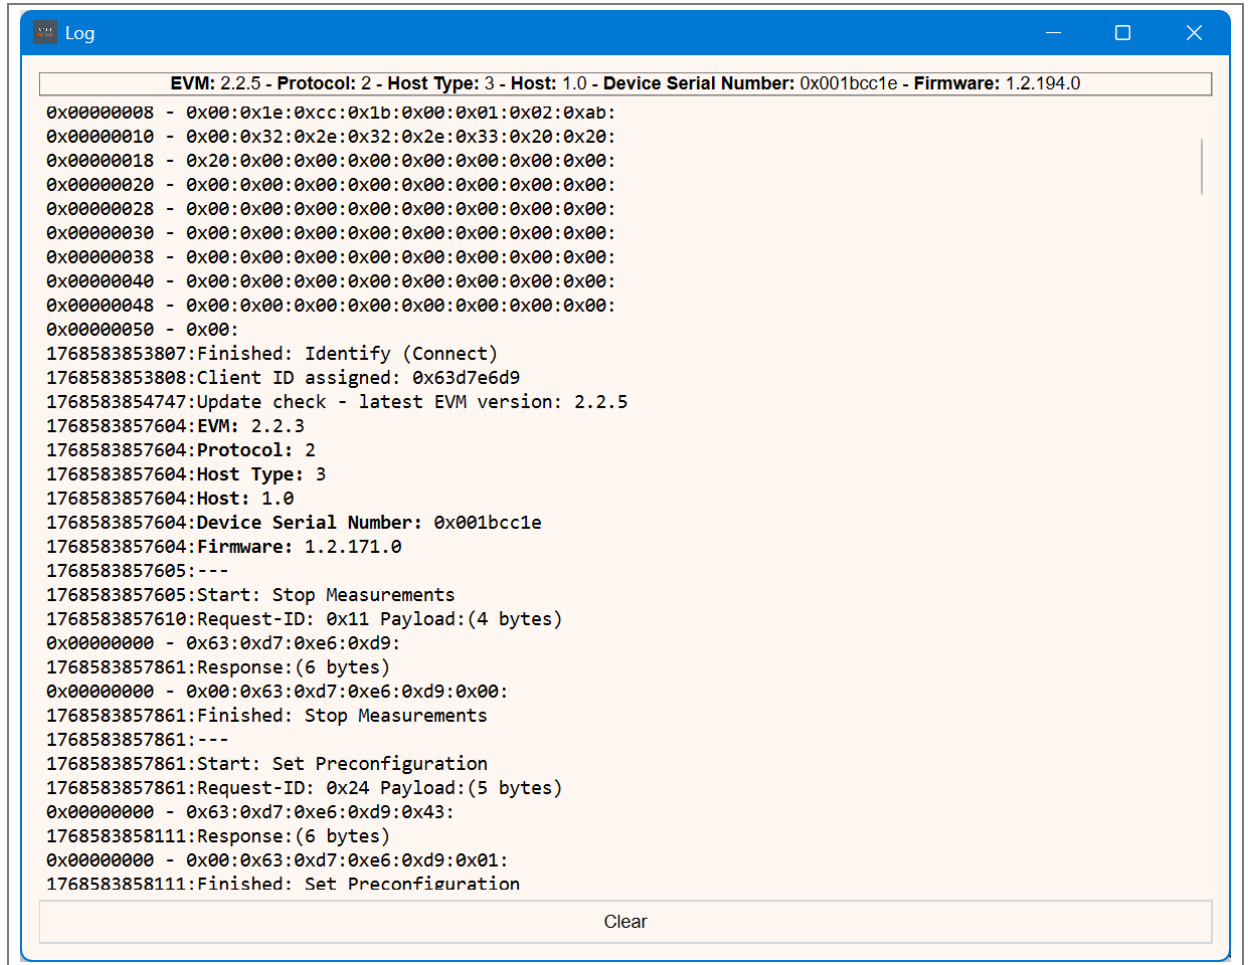 Log
EVM: 2.2.5 - Protocol: 2 - Host Type: 3 - Host: 1.0 - Device Serial Number: 0x001bcc1e - Firmware: 1.2.194.0
0x00000008 - 0x00:0x1e:0xcc:0x1b:0x00:0x01:0x02:0xab:
0x00000010 - 0x00:0x32:0x2e:0x32:0x2e:0x33:0x20:0x20:
0x00000018 - 0x20:0x00:0x00:0x00:0x00:0x00:0x00:0x00:
0x00000020 - 0x00:0x00:0x00:0x00:0x00:0x00:0x00:0x00:
0x00000028 - 0x00:0x00:0x00:0x00:0x00:0x00:0x00:0x00:
0x00000030 - 0x00:0x00:0x00:0x00:0x00:0x00:0x00:0x00:
0x00000038 - 0x00:0x00:0x00:0x00:0x00:0x00:0x00:0x00:
0x00000040 - 0x00:0x00:0x00:0x00:0x00:0x00:0x00:0x00:
0x00000048 - 0x00:0x00:0x00:0x00:0x00:0x00:0x00:0x00:
0x00000050 - 0x00:
1768583853807:Finished: Identify (Connect)
1768583853808:Client ID assigned: 0x63d7e6d9
1768583854747:Update check - latest EVM version: 2.2.5
1768583857604:EVM: 2.2.3
1768583857604:Protocol: 2
1768583857604:Host Type: 3
1768583857604:Host: 1.0
1768583857604:Device Serial Number: 0x001bcc1e
1768583857604:Firmware: 1.2.171.0
1768583857605:---
1768583857605:Start: Stop Measurements
1768583857610:Request-ID: 0x11 Payload:(4 bytes)
0x00000000 - 0x63:0xd7:0xe6:0xd9:
1768583857861:Response:(6 bytes)
0x00000000 - 0x00:0x63:0xd7:0xe6:0xd9:0x00:
1768583857861:Finished: Stop Measurements
1768583857861:---
1768583857861:Start: Set Preconfiguration
1768583857861:Request-ID: 0x24 Payload:(5 bytes)
0x00000000 - 0x63:0xd7:0xe6:0xd9:0x43:
1768583858111:Response:(6 bytes)
0x00000000 - 0x00:0x63:0xd7:0xe6:0xd9:0x01:
1768583858111:Finished: Set Preconfiguration
Clear